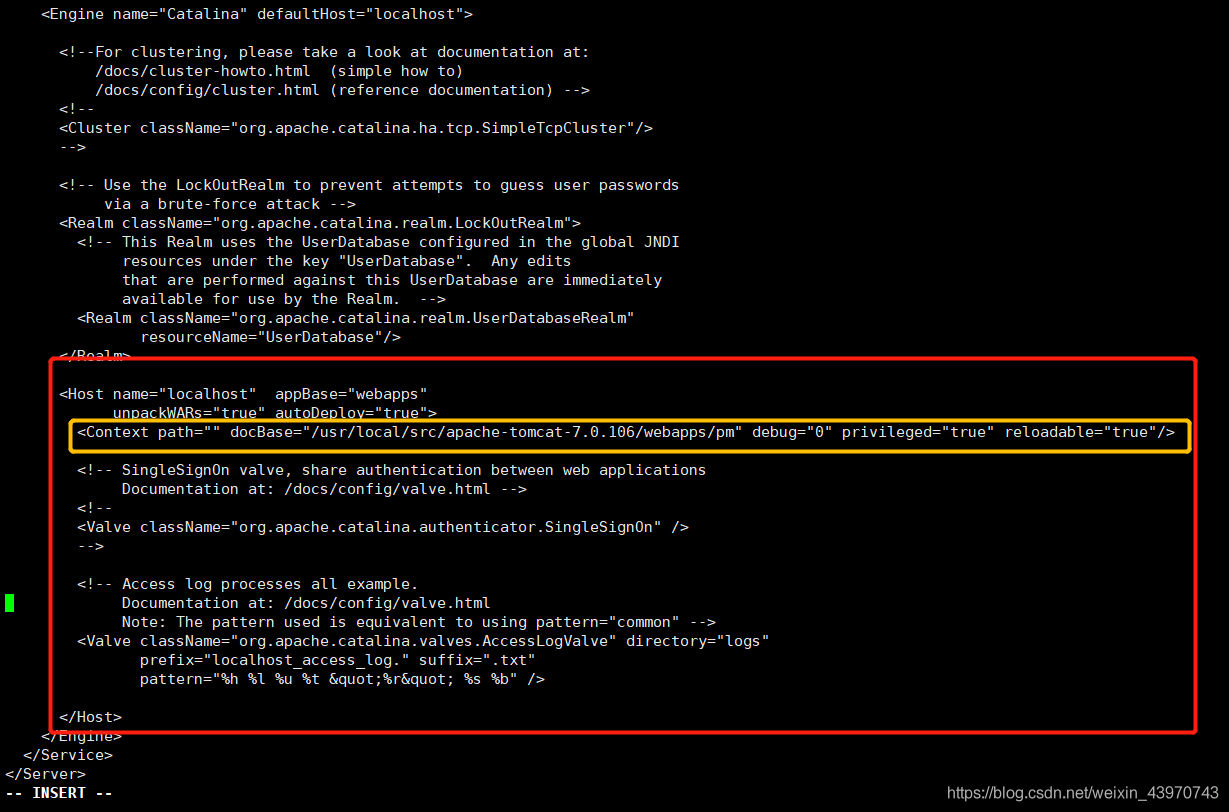 <Engine name="Catalina" defaultHost="localhost">
<!--For clustering, please take a look at documentation at:
/docs/cluster-howto.html  (simple how to)
/docs/config/cluster.html (reference documentation) -->
<!--
<Cluster className="org.apache.catalina.ha.tcp.SimpleTcpCluster"/>
-->
<!-- Use the LockOutRealm to prevent attempts to guess user passwords
via a brute-force attack -->
<Realm className="org.apache.catalina.realm.LockOutRealm">
<!-- This Realm uses the UserDatabase configured in the global JNDI
resources under the key "UserDatabase".  Any edits
that are performed against this UserDatabase are immediately
available for use by the Realm.  -->
<Realm className="org.apache.catalina.realm.UserDatabaseRealm"
resourceName="UserDatabase"/>
</Realm>
<Host name="localhost"  appBase="webapps"
unpackWARs="true" autoDeploy="true">
<Context path="" docBase="/usr/local/src/apache-tomcat-7.0.106/webapps/pm" debug="0" privileged="true" reloadable="true"/>
<!-- SingleSignOn valve, share authentication between web applications
Documentation at: /docs/config/valve.html -->
<!--
<Valve className="org.apache.catalina.authenticator.SingleSignOn" />
-->
<!-- Access log processes all example.
Documentation at: /docs/config/valve.html
Note: The pattern used is equivalent to using pattern="common" -->
<Valve className="org.apache.catalina.valves.AccessLogValve" directory="logs"
prefix="localhost_access_log." suffix=".txt"
pattern="%h %l %u %t &quot;%r&quot; %s %b" />
</Host>
</Engine>
</Service>
</Server>
-- INSERT --
https://blog.csdn.net/weixin_43970743